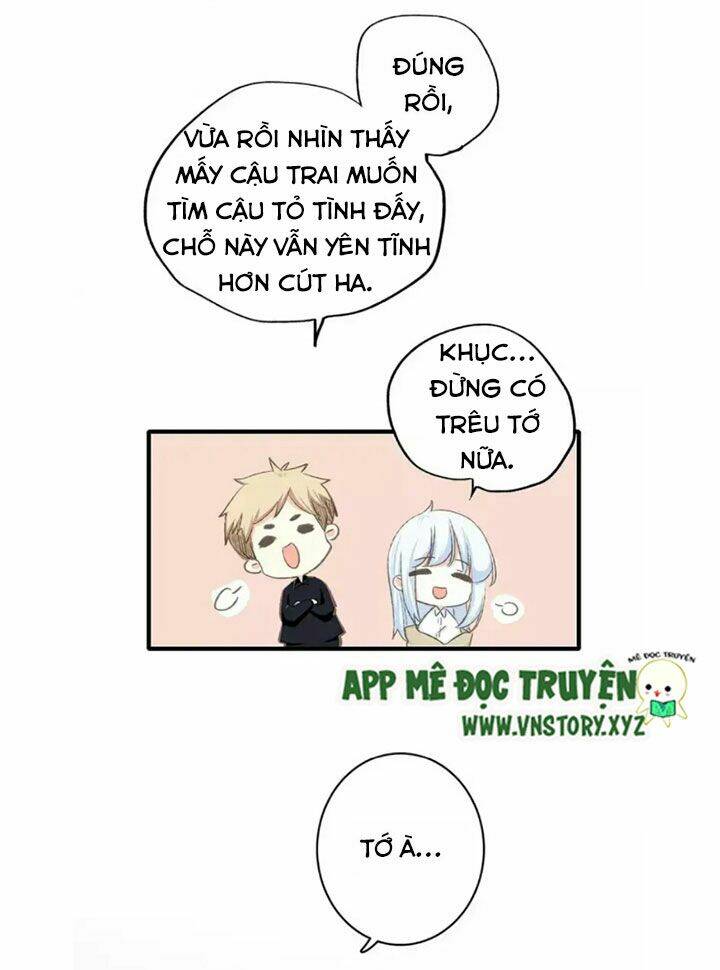 ĐÚNG
RỒI,
VỪA RỒI NHÌN THẤY
MẤY CẬU TRAI MUỐN
TÌM CẬU TỎ TÌNH ĐẤY,
CHỖ NÀY VẪN YÊN TĨNH
HƠN CÚT HA.
KHỤC...
ĐỪNG CÓ
TRÊU TỚ
NỮA.
MÊ ĐỌC TRUYỆN
APP MÊ ĐỌC TRUYỆN
WWW.VNSTORY.XYZ
TỚ À...